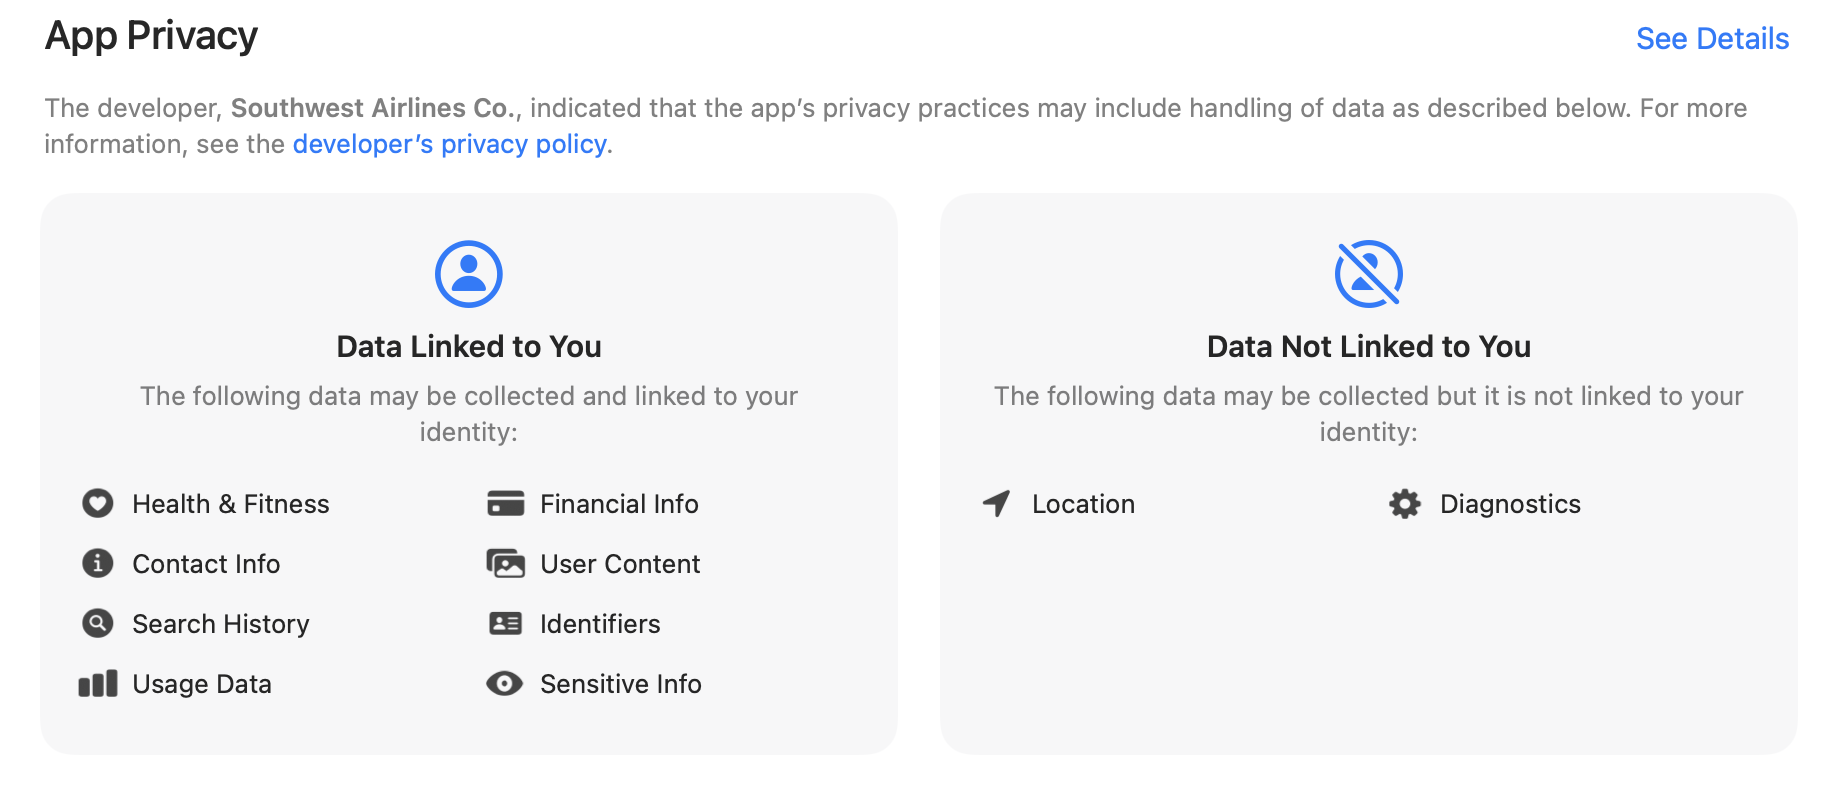 App Privacy
See Details
The developer, Southwest Airlines Co., indicated that the app’s privacy practices may include handling of data as described below. For more
information, see the developer’s privacy policy.
Data Linked to You
The following data may be collected and linked to your
identity:
Health & Fitness
Financial Info
Contact Info
User Content
Search History
Identifiers
Usage Data
Sensitive Info
Data Not Linked to You
The following data may be collected but it is not linked to your
identity:
Location
Diagnostics